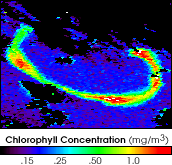 Chlorophyll Concentration (mg/m³)
.15 .25 .50 1.0